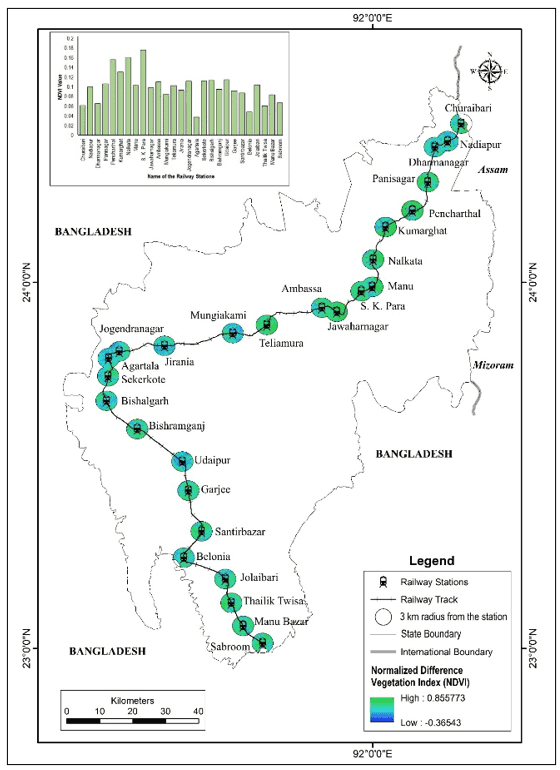 92°0'0"E
0.2
0.18
0.16
0.14
0.12
0.1
0.08
0.06
0.04
0.02
0
NDVI Value
Churaibari
Nadiapur
Dharmanagar
Panisagar
Pencharthal
Kumarghat
Nalkata
Manu
S. K. Para
Jawaharnagar
Ambassa
Mungiakami
Teliamura
Jirania
Jogendranagar
Agartala
Sekerkote
Bishalgarh
Bishramganj
Udaipur
Garjee
Santirbazar
Belonia
Jolaibari
Thailik Twisa
Manu Bazar
Sabroom
Name of the Railway Stations
N
W
E
S
Churaibari
Nadiapur
Dharmanagar
Assam
Panisagar
Pencharthal
BANGLADESH
Kumarghat
Nalkata
24°0'N
24°0'N
Ambassa
Manu
S. K. Para
Mungiakami
Jawaharnagar
Jogendranagar
Teliamura
Jirania
Agartala
Mizoram
Sekerkote
Bishalgarh
Bishramganj
BANGLADESH
Udaipur
Garjee
Santirbazar
Belonia
Jolaibari
Thailik Twisa
Manu Bazar
Sabroom
BANGLADESH
23°0'N
23°0'N
Legend
Railway Stations
Railway Track
3 km radius from the station
State Boundary
International Boundary
Normalized Difference
Vegetation Index (NDVI)
High : 0.855773
Low : -0.36543
Kilometers
0 10 20 30 40
92°0'0"E